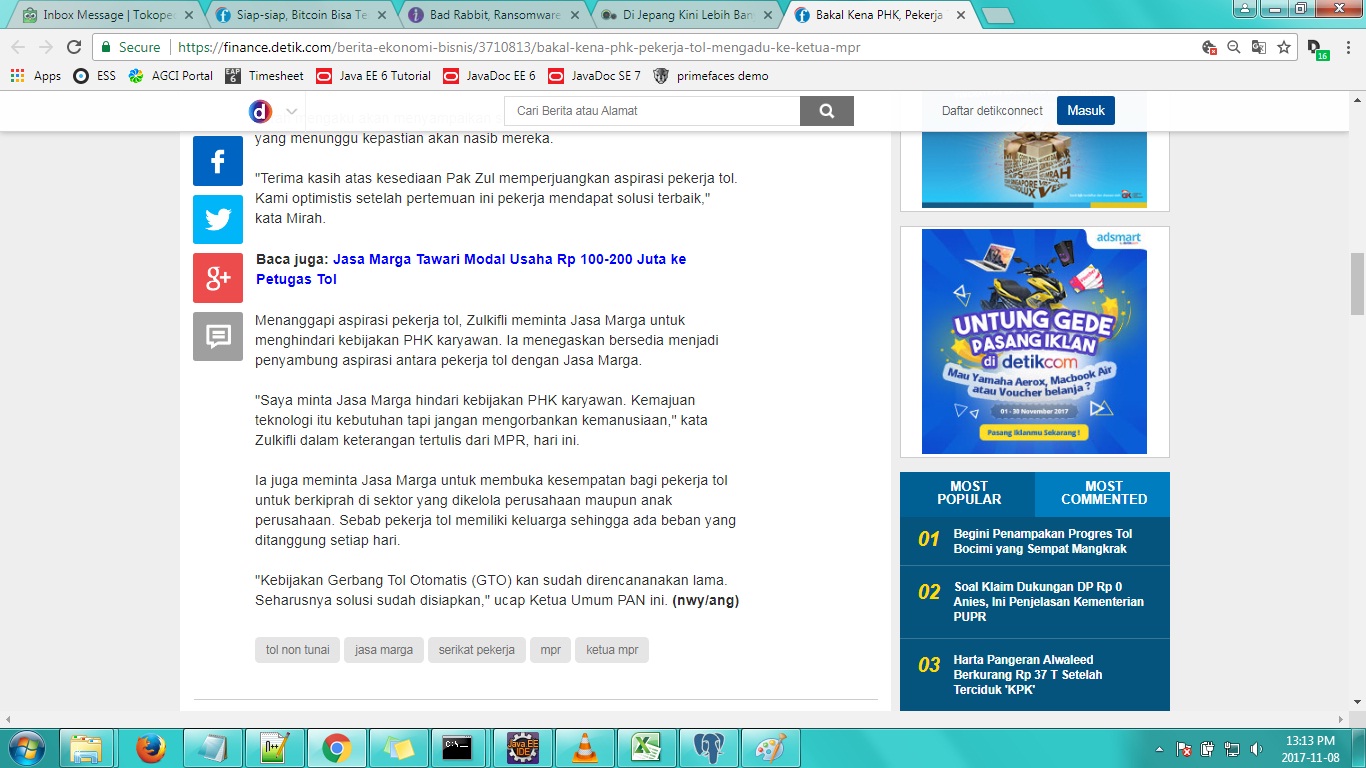 Inbox Message | Tokoped
Siap-siap, Bitcoin Bisa Te
Bad Rabbit, Ransomware
Di Jepang Kini Lebih Ban
Bakal Kena PHK, Pekerja
Secure
https://finance.detik.com/berita-ekonomi-bisnis/3710813/bakal-kena-phk-pekerja-tol-mengadu-ke-ketua-mpr
16
Apps
ESS
AGCI Portal
EAP 6
Timesheet
Java EE 6 Tutorial
JavaDoc EE 6
JavaDoc SE 7
primefaces demo
d
Cari Berita atau Alamat
Daftar detikconnect
Masuk
yang menunggu kepastian akan nasib mereka.
"Terima kasih atas kesediaan Pak Zul memperjuangkan aspirasi pekerja tol.
Kami optimistis setelah pertemuan ini pekerja mendapat solusi terbaik,"
kata Mirah.
Baca juga: Jasa Marga Tawari Modal Usaha Rp 100-200 Juta ke
Petugas Tol
Menanggapi aspirasi pekerja tol, Zulkifli meminta Jasa Marga untuk
menghindari kebijakan PHK karyawan. Ia menegaskan bersedia menjadi
penyambung aspirasi antara pekerja tol dengan Jasa Marga.
"Saya minta Jasa Marga hindari kebijakan PHK karyawan. Kemajuan
teknologi itu kebutuhan tapi jangan mengorbankan kemanusiaan," kata
Zulkifli dalam keterangan tertulis dari MPR, hari ini.
Ia juga meminta Jasa Marga untuk membuka kesempatan bagi pekerja tol
untuk berkiprah di sektor yang dikelola perusahaan maupun anak
perusahaan. Sebab pekerja tol memiliki keluarga sehingga ada beban yang
ditanggung setiap hari.
"Kebijakan Gerbang Tol Otomatis (GTO) kan sudah direncananakan lama.
Seharusnya solusi sudah disiapkan," ucap Ketua Umum PAN ini. (nwy/ang)
tol non tunai
jasa marga
serikat pekerja
mpr
ketua mpr
adsmart
UNTUNG GEDE
PASANG IKLAN
di detikcom
Mau Yamaha Aerox, Macbook Air
atau Voucher belanja ?
01 - 30 November 2017
Pasang Iklanmu Sekarang !
MOST
POPULAR
MOST
COMMENTED
01
Begini Penampakan Progres Tol
Bocimi yang Sempat Mangkrak
02
Soal Klaim Dukungan DP Rp 0
Anies, Ini Penjelasan Kementerian
PUPR
03
Harta Pangeran Alwaleed
Berkurang Rp 37 T Setelah
Terciduk 'KPK'
C:\.
Java EE
IDE
13:13 PM
2017-11-08